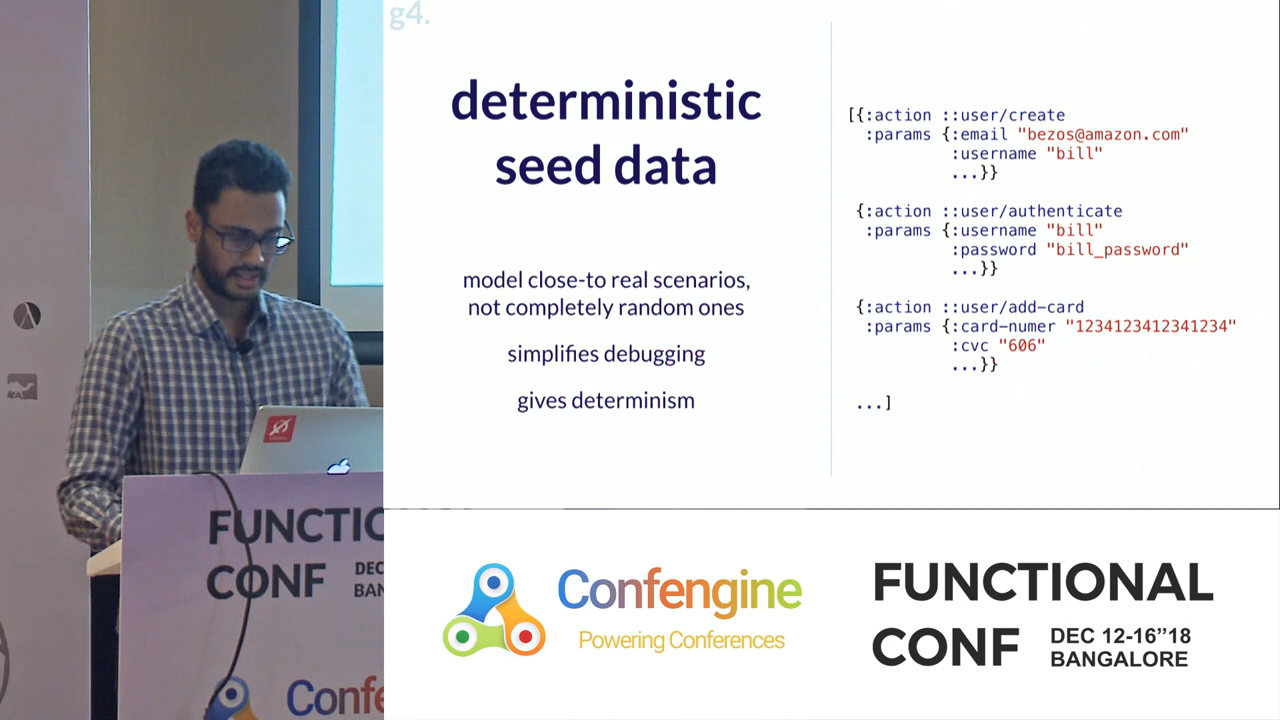 g4.
deterministic
seed data
model close-to real scenarios,
not completely random ones
simplifies debugging
gives determinism
[{:action ::user/create
:params {:email "bezos@amazon.com"
:username "bill"
...}}
{:action ::user/authenticate
:params {:username "bill"
:password "bill_password"
...}}
{:action ::user/add-card
:params {:card-numer "1234123412341234"
:cvc "606"
...}}
...]
FUNCTIO
CONF DEC
BAN
Confe
Confengine
Powering Conferences
FUNCTIONAL
CONF DEC 12-16”18
BANGALORE